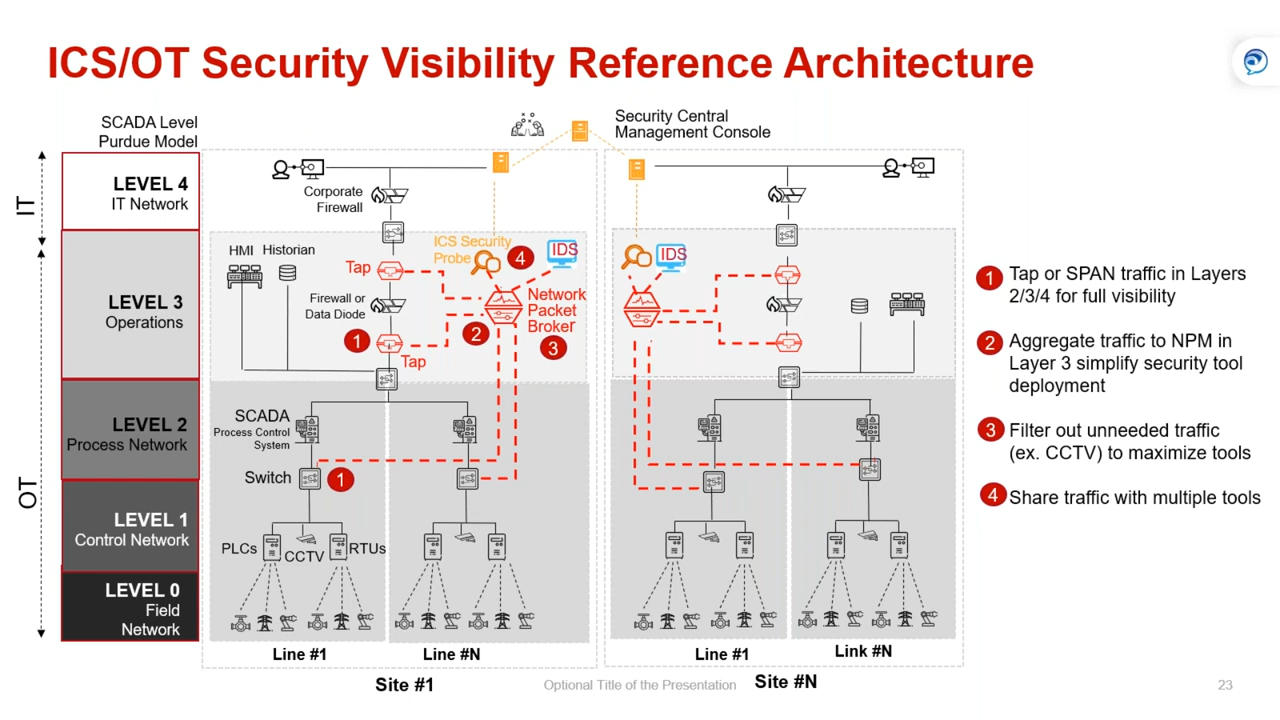 ICS/OT Security Visibility Reference Architecture
SCADA Level
Purdue Model
Security Central
Management Console
IT
OT
LEVEL 4
IT Network
LEVEL 3
Operations
LEVEL 2
Process Network
LEVEL 1
Control Network
LEVEL 0
Field
Network
Corporate
Firewall
HMI
Historian
Tap
Firewall or
Data Diode
1
Tap
ICS Security
Probe
4
IDS
Network
Packet
Broker
2
3
SCADA
Process Control
System
Switch
1
PLCs
CCTV
RTUs
Line #1
Line #N
Site #1
IDS
Line #1
Link #N
Site #N
1 Tap or SPAN traffic in Layers
2/3/4 for full visibility
2 Aggregate traffic to NPM in
Layer 3 simplify security tool
deployment
3 Filter out unneeded traffic
(ex. CCTV) to maximize tools
4 Share traffic with multiple tools
Optional Title of the Presentation
23